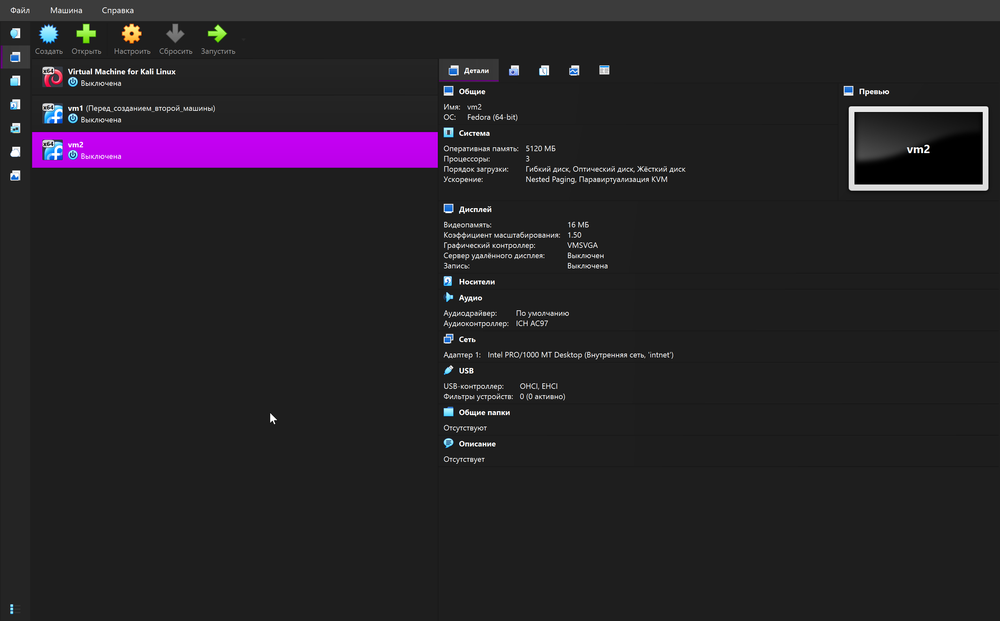 Файл Машина Справка
Создать Открыть Настроить Сбросить Запустить
x64 Virtual Machine for Kali Linux
Выключена
x64 vm1 (Перед_созданием_второй_машины)
Выключена
x64 vm2
Выключена
Детали
Общие
Имя: vm2
ОС: Fedora (64-bit)
Система
Оперативная память: 5120 МБ
Процессоры: 3
Порядок загрузки: Гибкий диск, Оптический диск, Жёсткий диск
Ускорение: Nested Paging, Паравиртуализация KVM
Превью
vm2
Дисплей
Видеопамять: 16 МБ
Коэффициент масштабирования: 1.50
Графический контроллер: VMSVGA
Сервер удалённого дисплея: Выключен
Запись: Выключена
Носители
Аудио
Аудиодрайвер: По умолчанию
Аудиоконтроллер: ICH AC97
Сеть
Адаптер 1: Intel PRO/1000 MT Desktop (Внутренняя сеть, 'intnet')
USB
USB-контроллер: OHCI, EHCI
Фильтры устройств: 0 (0 активно)
Общие папки
Отсутствуют
Описание
Отсутствует